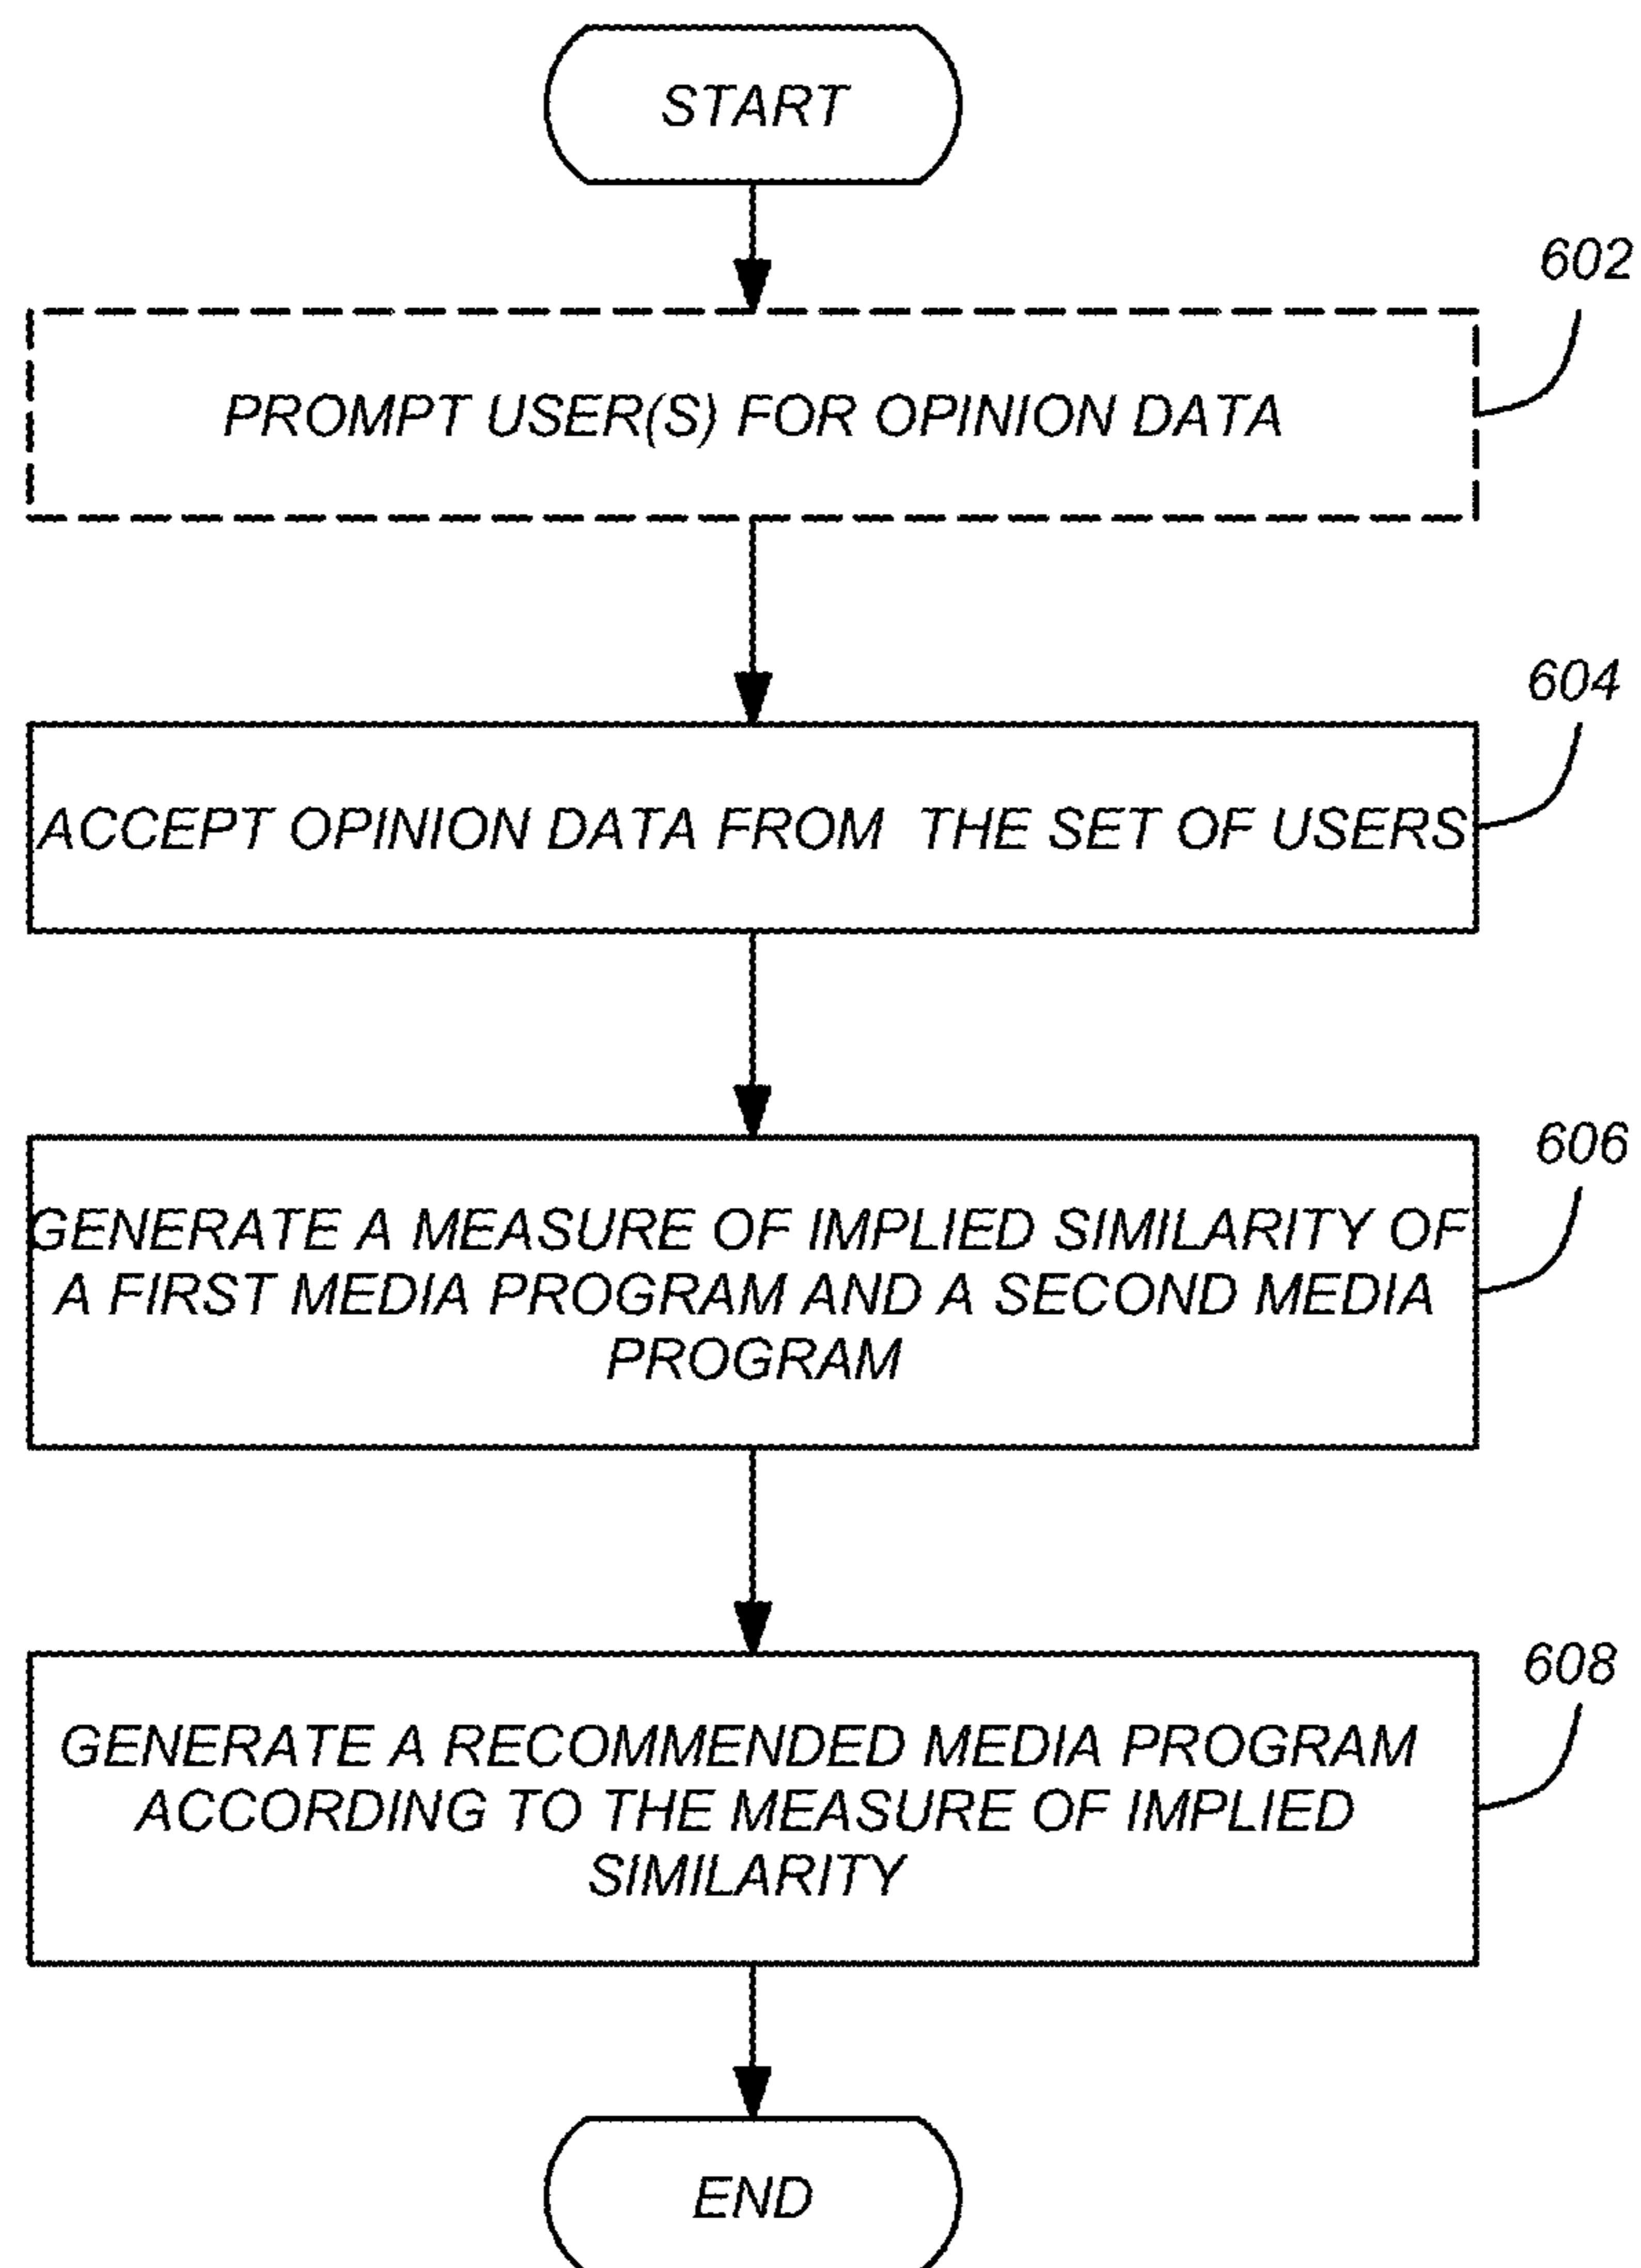 START
602
PROMPT USER(S) FOR OPINION DATA
604
ACCEPT OPINION DATA FROM THE SET OF USERS
606
GENERATE A MEASURE OF IMPLIED SIMILARITY OF
A FIRST MEDIA PROGRAM AND A SECOND MEDIA
PROGRAM
608
GENERATE A RECOMMENDED MEDIA PROGRAM
ACCORDING TO THE MEASURE OF IMPLIED
SIMILARITY
END